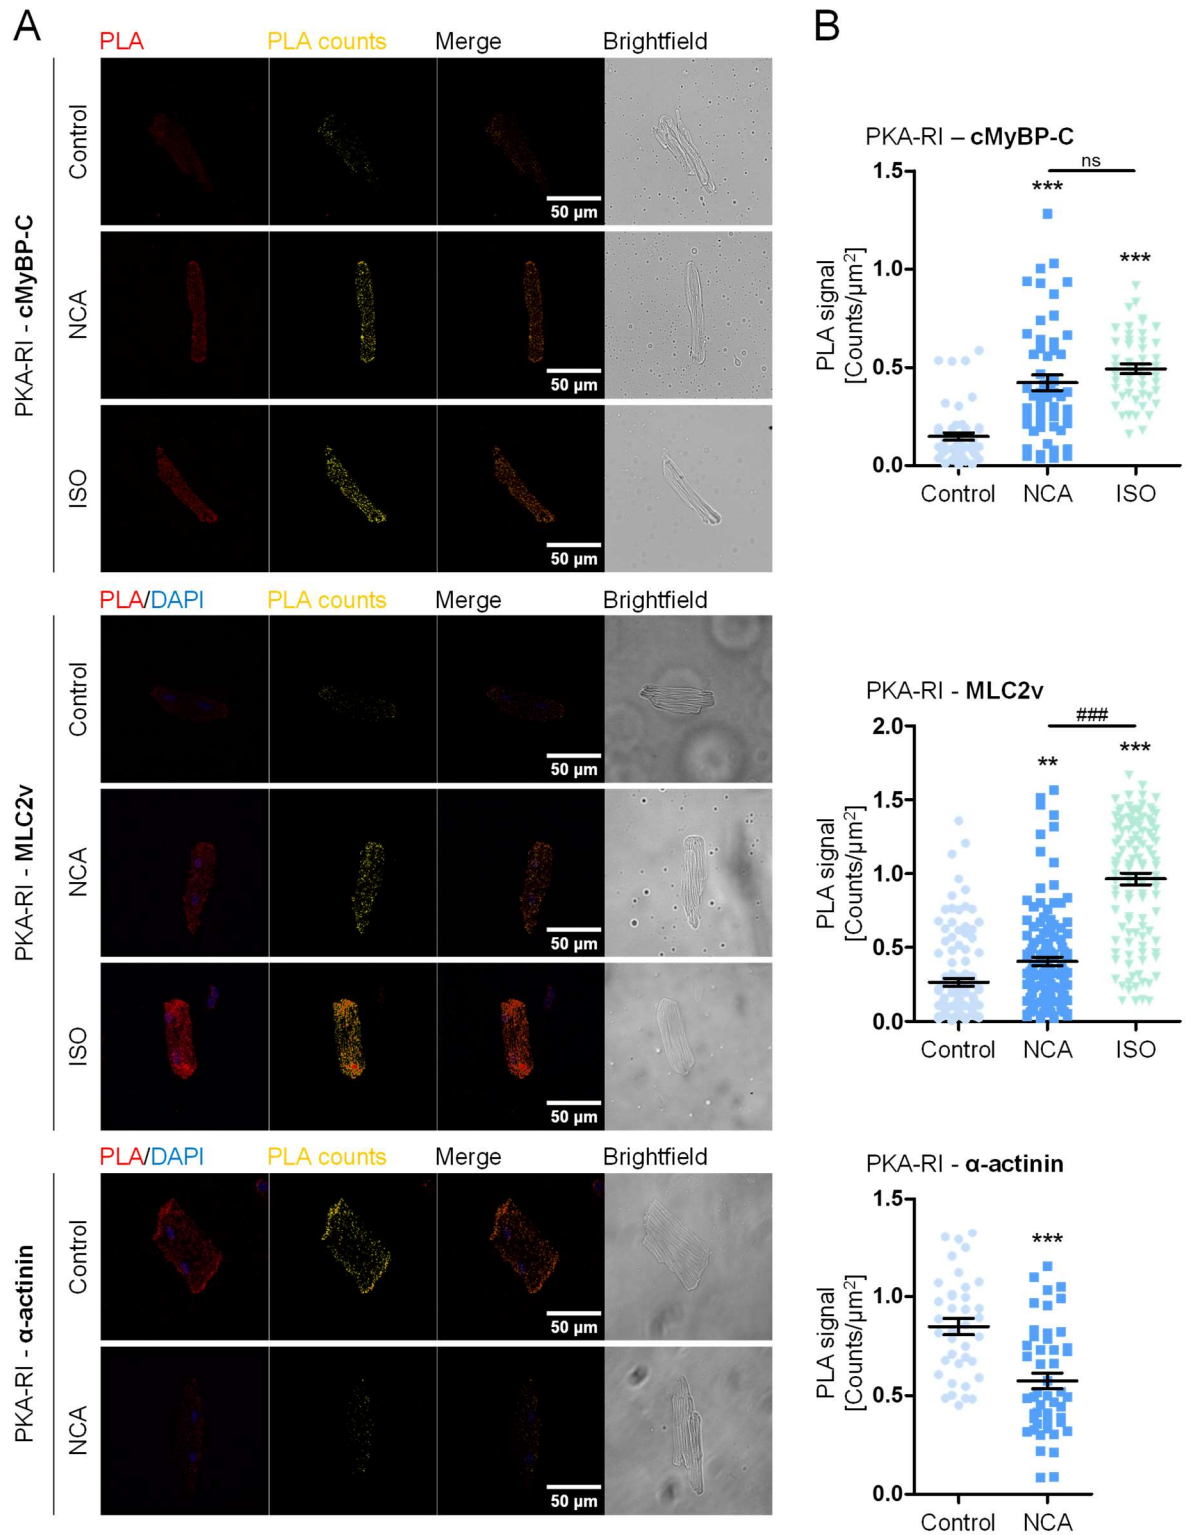 A
PLA PLA counts Merge Brightfield
PKA-RI - cMyBP-C
Control
50 µm
NCA
50 µm
ISO
50 µm
PLA/DAPI PLA counts Merge Brightfield
PKA-RI - MLC2v
Control
50 µm
NCA
50 µm
ISO
50 µm
PLA/DAPI PLA counts Merge Brightfield
PKA-RI - α-actinin
Control
50 µm
NCA
50 µm
B
PKA-RI – cMyBP-C
PLA signal
[Counts/µm²]
1.5
1.0
0.5
0.0
ns
***
***
Control NCA ISO
PKA-RI - MLC2v
PLA signal
[Counts/µm²]
2.0
1.5
1.0
0.5
0.0
###
**
***
Control NCA ISO
PKA-RI - α-actinin
PLA signal
[Counts/µm²]
1.5
1.0
0.5
0.0
***
Control NCA